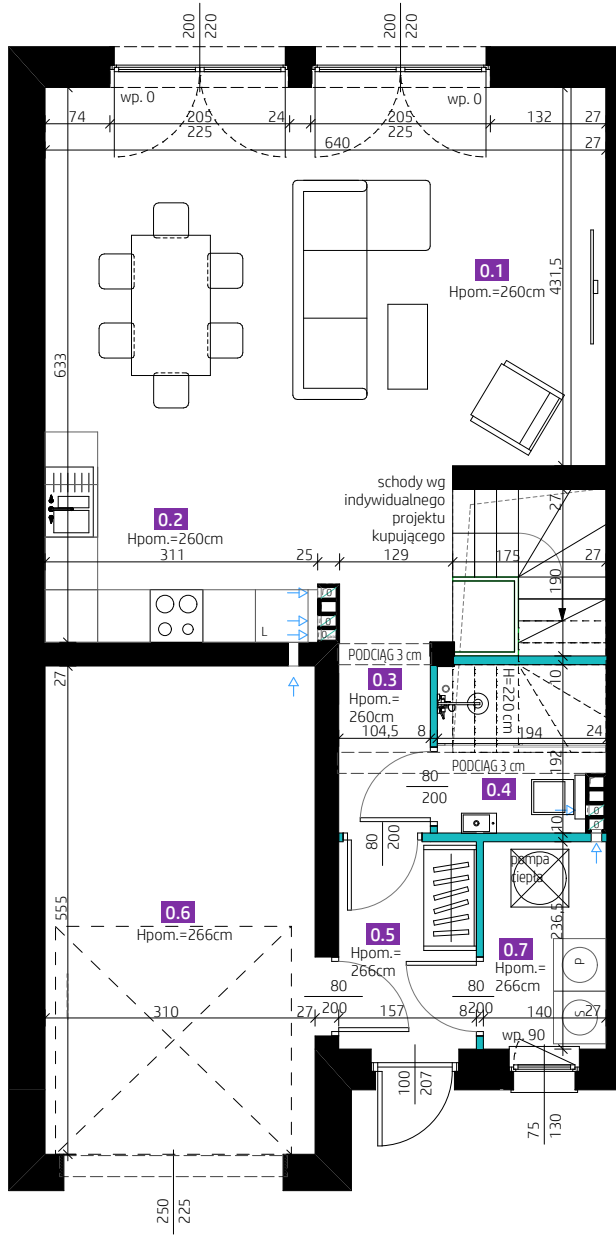 200
220
200
220
wp. 0
wp. 0
74
205
225
24
205
225
132
27
640
27
0.1
Hpom.=260cm
431,5
633
schody wg
indywidualnego
projektu
kupującego
27
0.2
Hpom.=260cm
311
25
129
175
27
190
L
PODCIĄG 3 cm
27
0.3
Hpom.=
260cm
H=220 cm
10
104,5
8
194
24
192
PODCIĄG 3 cm
80
200
0.4
10
80
200
pompa
ciepła
236,5
555
0.6
Hpom.=266cm
0.5
Hpom.=
266cm
0.7
Hpom.=
266cm
P
80
200
80
200
S
310
27
157
8
140
27
wp. 90
100
207
75
130
250
225